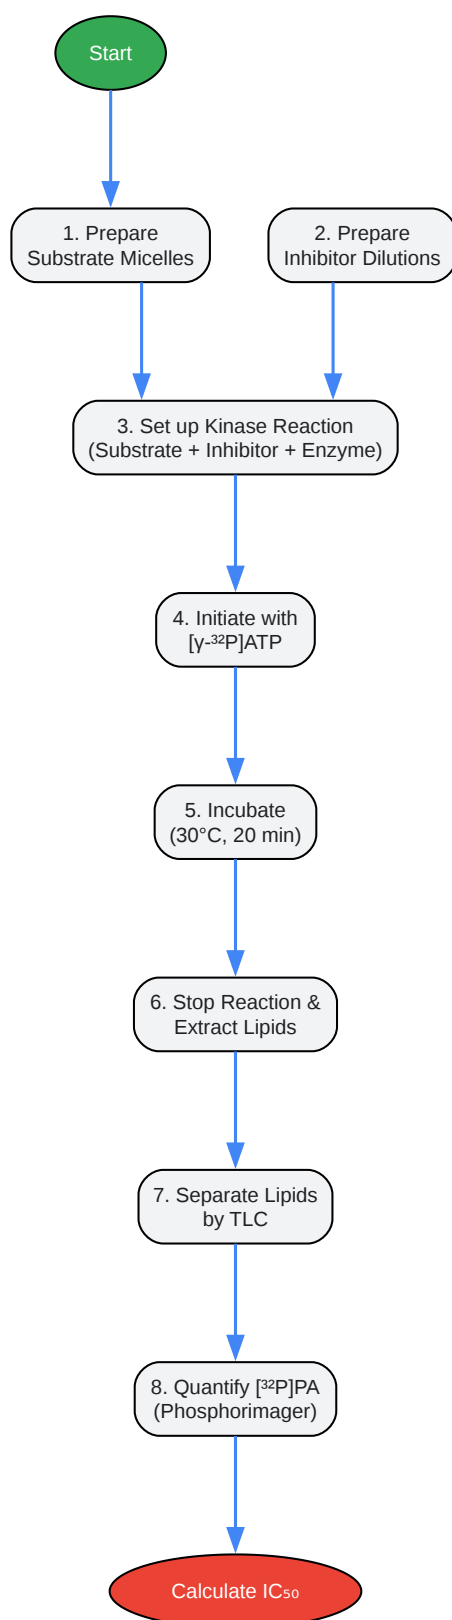 Start
1. Prepare
Substrate Micelles
2. Prepare
Inhibitor Dilutions
3. Set up Kinase Reaction
(Substrate + Inhibitor + Enzyme)
4. Initiate with
[γ-³²P]ATP
5. Incubate
(30°C, 20 min)
6. Stop Reaction &
Extract Lipids
7. Separate Lipids
by TLC
8. Quantify [³²P]PA
(Phosphorimager)
Calculate IC₅₀